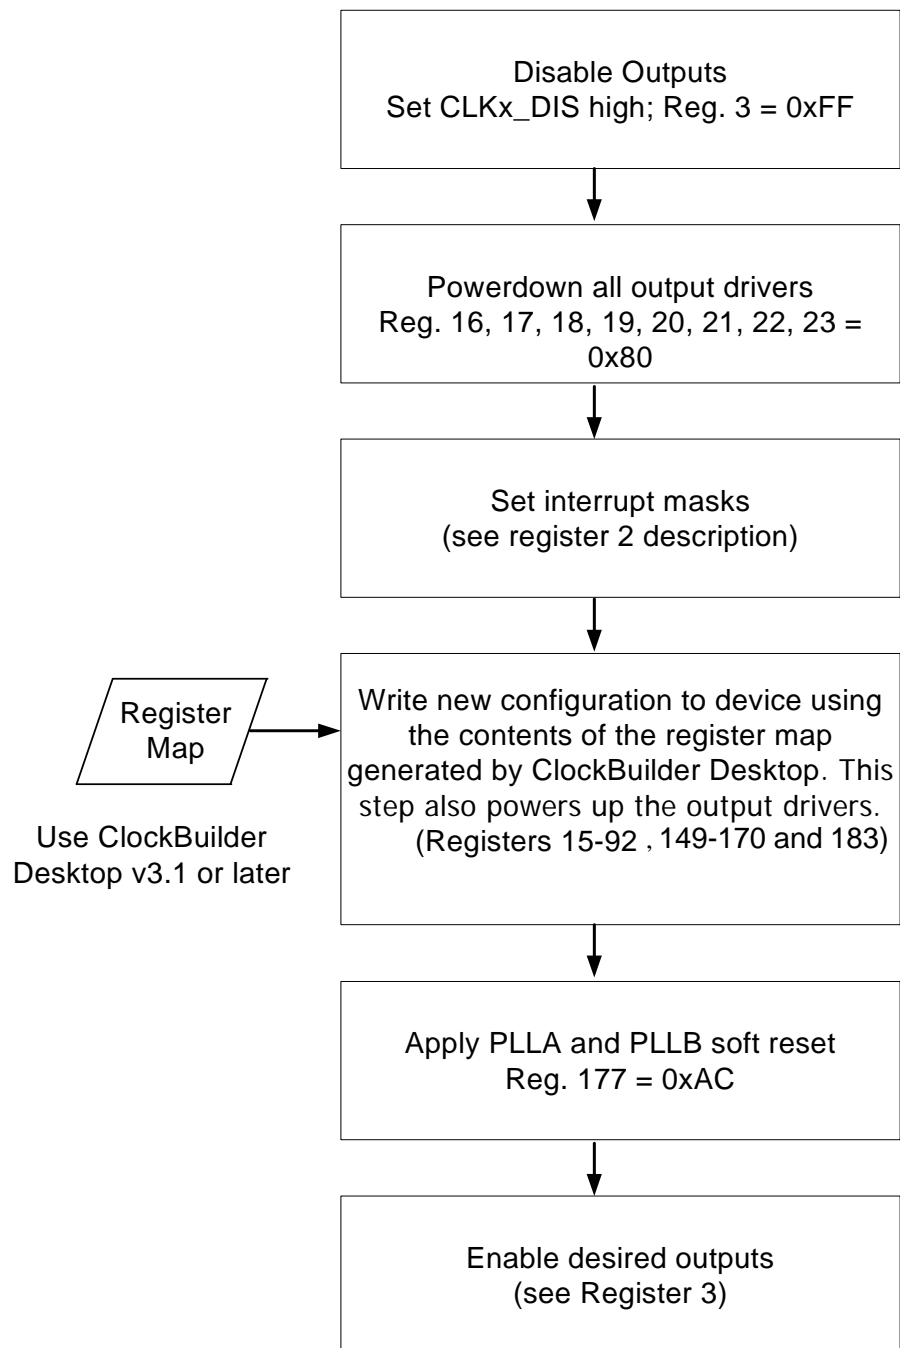 Disable Outputs
Set CLKx_DIS high; Reg. 3 = 0xFF
Powerdown all output drivers
Reg. 16, 17, 18, 19, 20, 21, 22, 23 =
0x80
Set interrupt masks
(see register 2 description)
Register
Map
Use ClockBuilder
Desktop v3.1 or later
Write new configuration to device using
the contents of the register map
generated by ClockBuilder Desktop. This
step also powers up the output drivers.
(Registers 15-92 , 149-170 and 183)
Apply PLLA and PLLB soft reset
Reg. 177 = 0xAC
Enable desired outputs
(see Register 3)